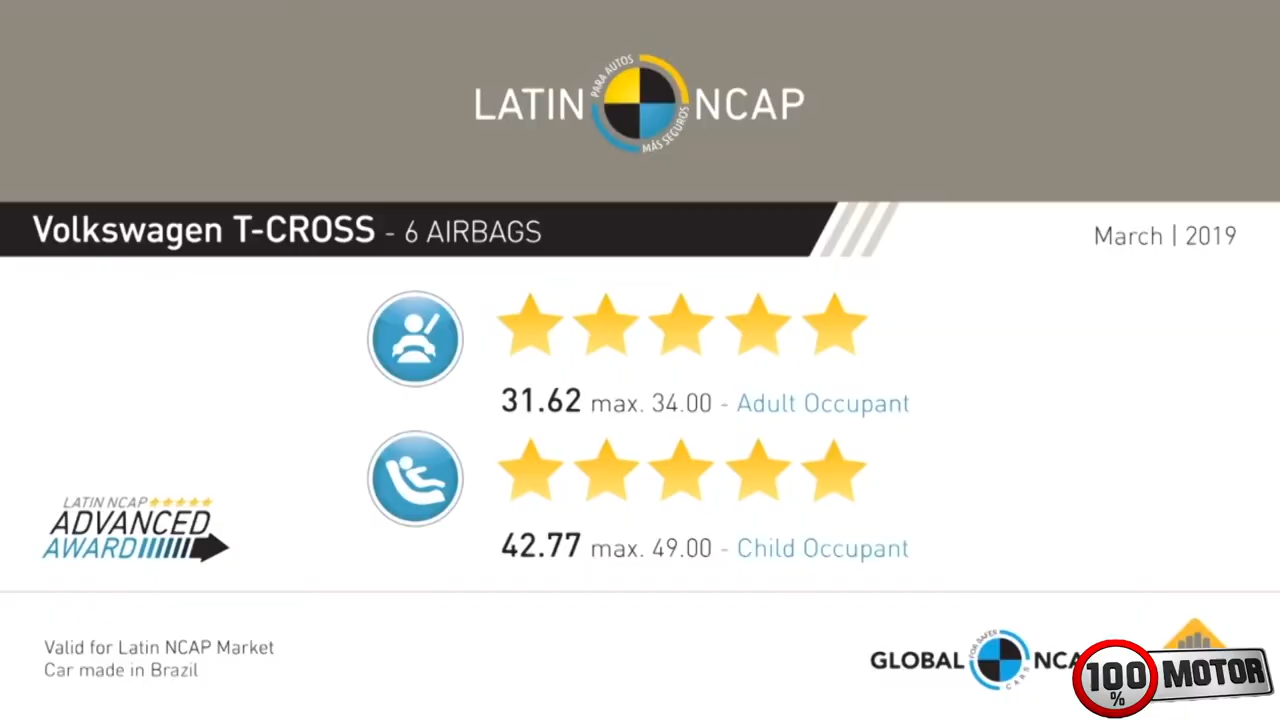 LATIN NCAP
PARA AUTOS
MÁS SEGUROS
Volkswagen T-CROSS - 6 AIRBAGS
March | 2019
31.62 max. 34.00 - Adult Occupant
42.77 max. 49.00 - Child Occupant
LATIN NCAP
ADVANCED
AWARD
Valid for Latin NCAP Market
Car made in Brazil
GLOBAL NCA
FOR SAFER
CARS
100% MOTOR